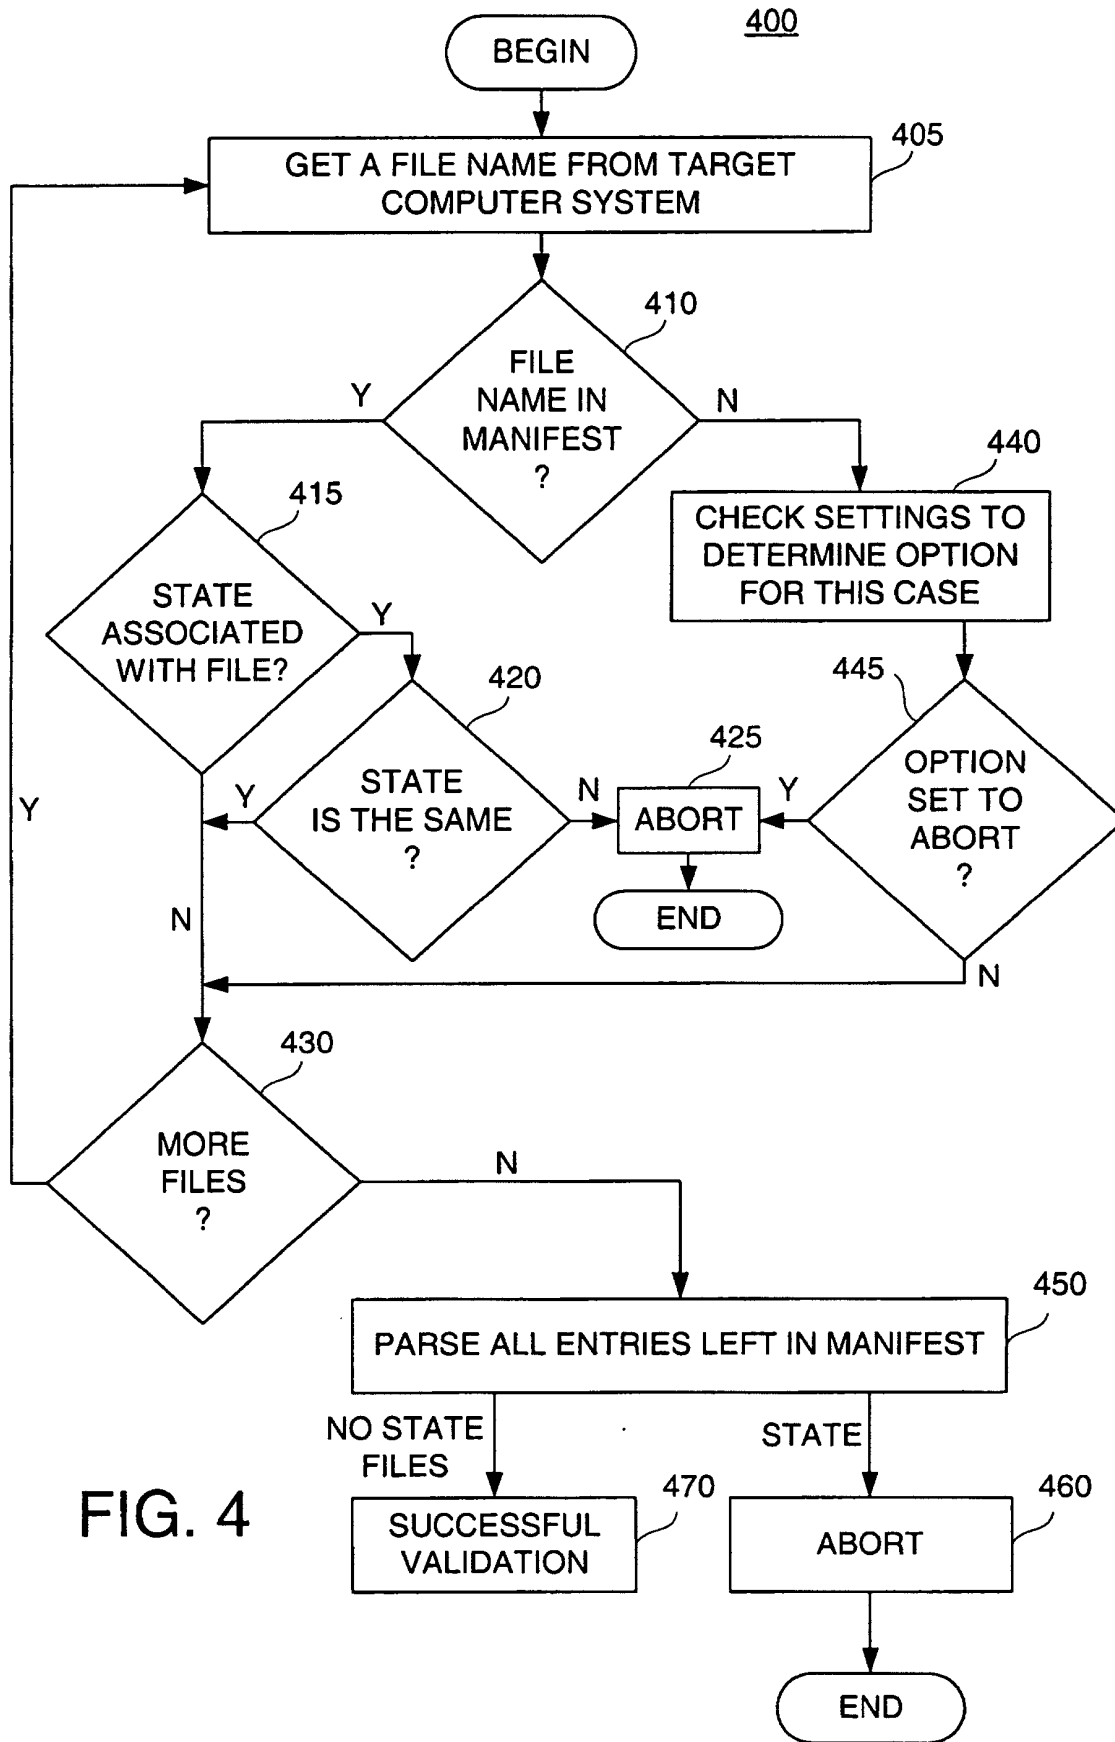 400
BEGIN
405
GET A FILE NAME FROM TARGET
COMPUTER SYSTEM
410
FILE
NAME IN
MANIFEST
?
Y
N
415
STATE
ASSOCIATED
WITH FILE?
Y
440
CHECK SETTINGS TO
DETERMINE OPTION
FOR THIS CASE
420
STATE
IS THE SAME
?
Y
N
425
ABORT
END
445
OPTION
SET TO
ABORT
?
Y
N
N
Y
430
MORE
FILES
?
N
450
PARSE ALL ENTRIES LEFT IN MANIFEST
NO STATE
FILES
STATE
470
SUCCESSFUL
VALIDATION
460
ABORT
END
FIG. 4